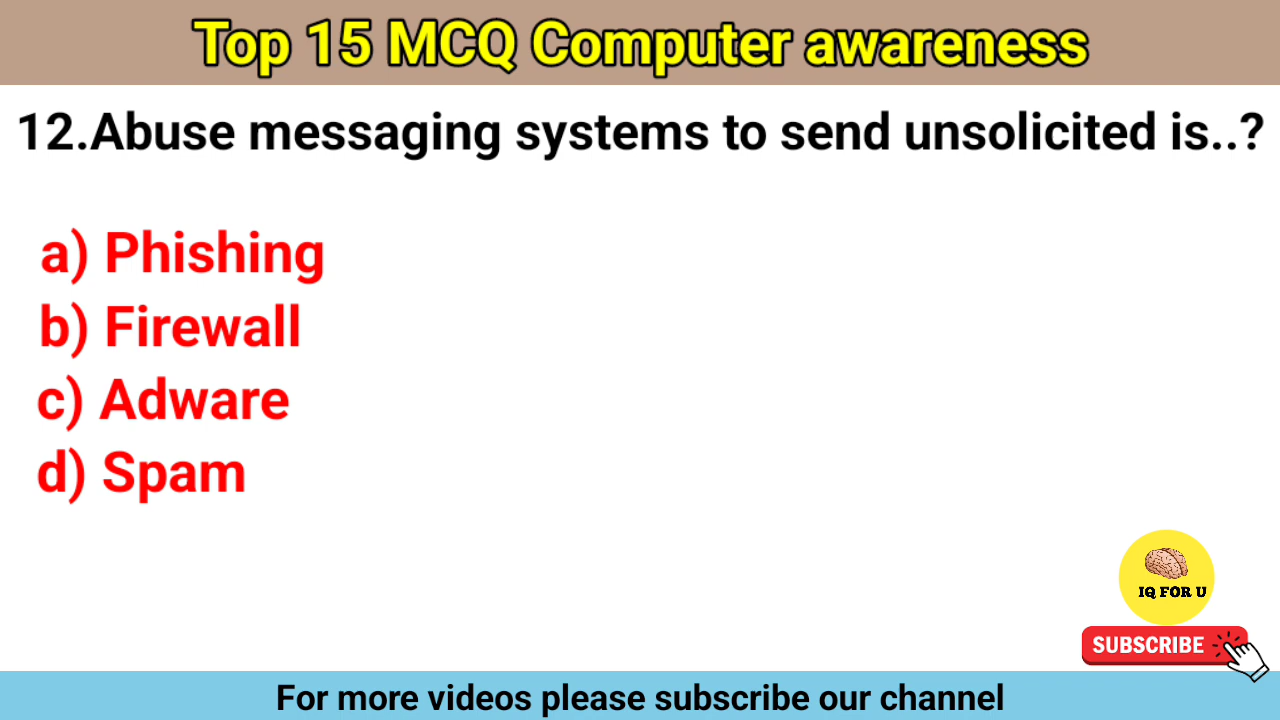 Top 15 MCQ Computer awareness
12.Abuse messaging systems to send unsolicited is..?
a) Phishing
b) Firewall
c) Adware
d) Spam
IQ FOR U
SUBSCRIBE
For more videos please subscribe our channel